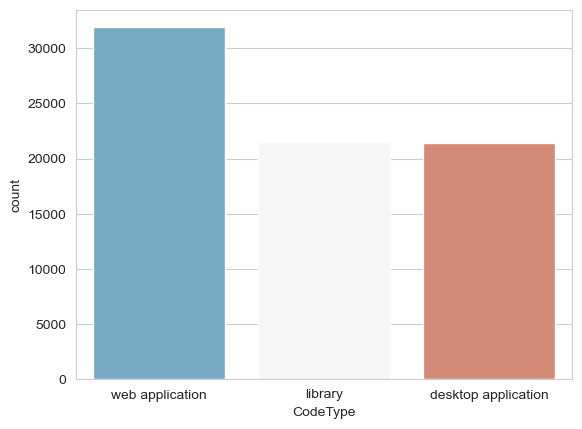 30000
25000
20000
15000
10000
5000
0
count
web application
library
desktop application
CodeType